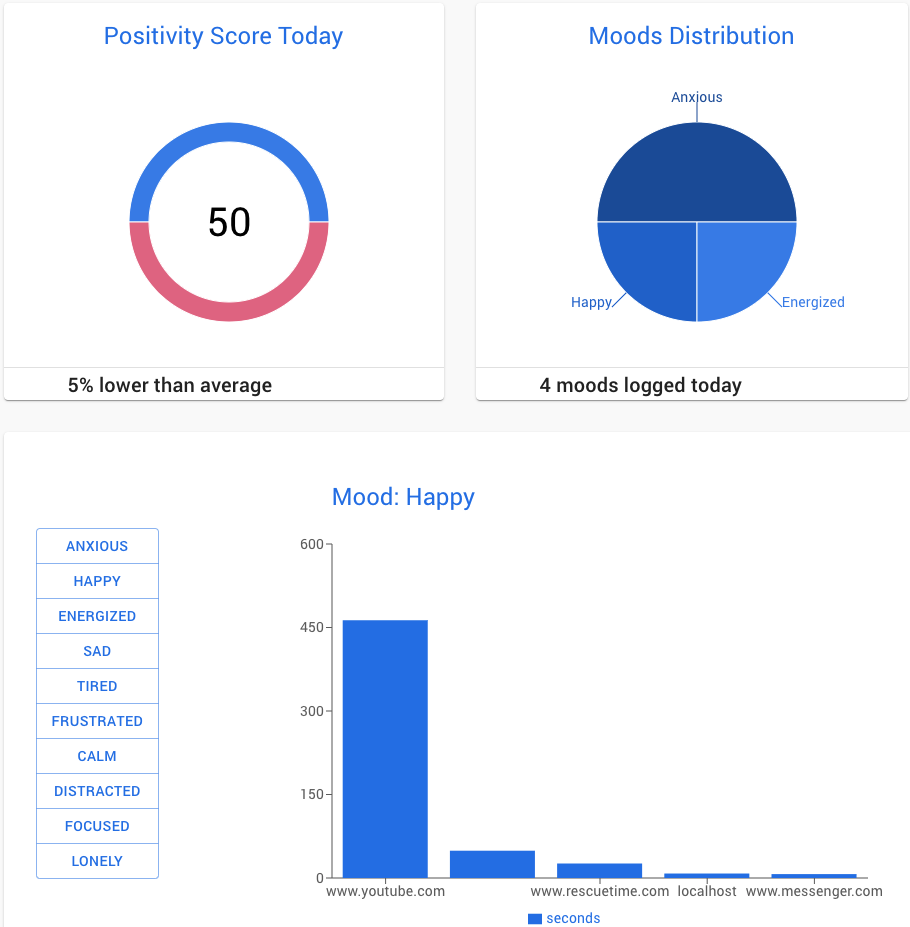 Positivity Score Today
50
5% lower than average
Moods Distribution
Anxious
Happy
Energized
4 moods logged today
ANXIOUS
HAPPY
ENERGIZED
SAD
TIRED
FRUSTRATED
CALM
DISTRACTED
FOCUSED
LONELY
Mood: Happy
600
450
300
150
0
www.youtube.com www.rescuetime.com localhost www.messenger.com
seconds